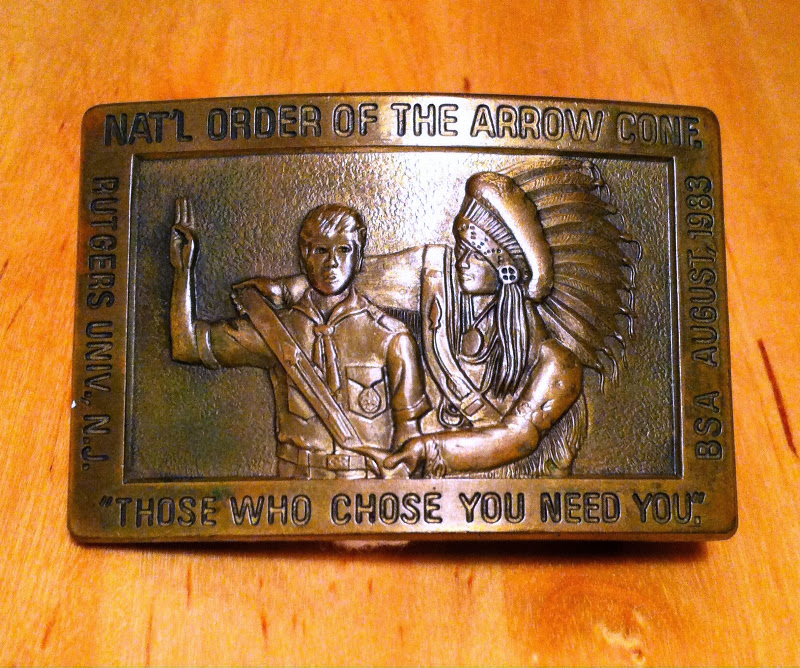 NAT'L ORDER OF THE ARROW CONF.
RUTGERS UNIV., N.J.
BSA AUGUST, 1983
"THOSE WHO CHOSE YOU NEED YOU."